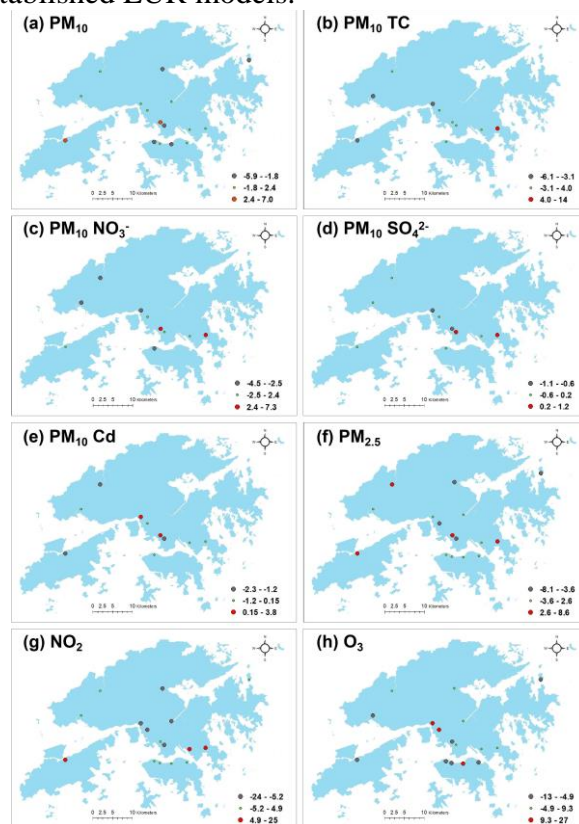 established LUR models.
(a) PM10
-5.9 - -1.8
-1.8 - 2.4
2.4 - 7.0
0 2.5 5 10 Kilometers
(b) PM10 TC
-6.1 - -3.1
-3.1 - 4.0
4.0 - 14
0 2.5 5 10 Kilometers
(c) PM10 NO3-
-4.5 - -2.5
-2.5 - 2.4
2.4 - 7.3
0 2.5 5 10 Kilometers
(d) PM10 SO42-
-1.1 - -0.6
-0.6 - 0.2
0.2 - 1.2
0 2.5 5 10 Kilometers
(e) PM10 Cd
-2.3 - -1.2
-1.2 - 0.15
0.15 - 3.8
0 2.5 5 10 Kilometers
(f) PM2.5
-8.1 - -3.6
-3.6 - 2.6
2.6 - 8.6
0 2.5 5 10 Kilometers
(g) NO2
-24 - -5.2
-5.2 - 4.9
4.9 - 25
0 2.5 5 10 Kilometers
(h) O3
-13 - -4.9
-4.9 - 9.3
9.3 - 27
0 2.5 5 10 Kilometers